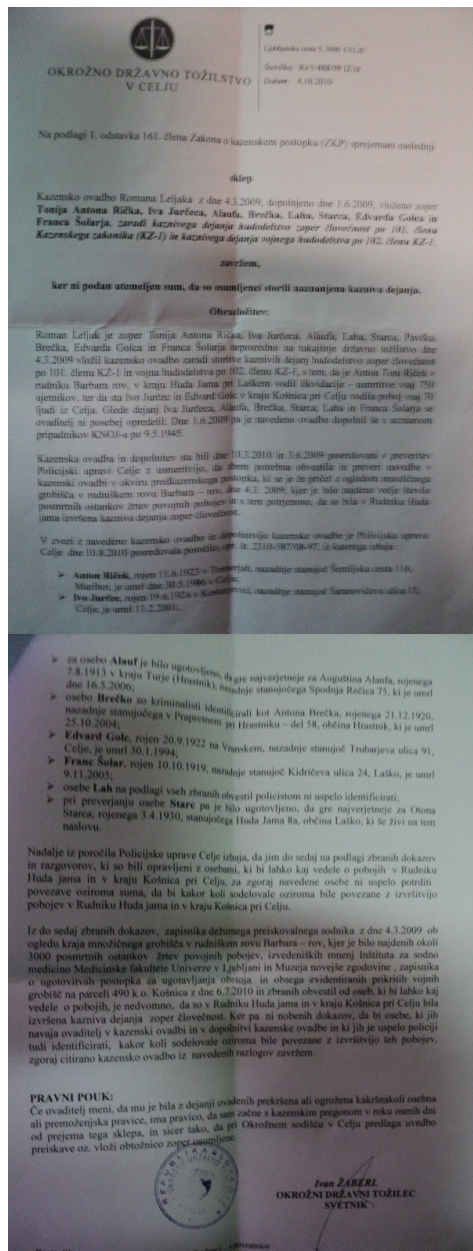 OKROŽNO DRŽAVNO TOŽILSTVO
V CELJU
Ljubljanska cesta 5, 3000 CELJE
Številka:
Datum: 4.10.2010
Na podlagi 1. odstavka 161. člena Zakona o kazenskem postopku (ZKP) sprejemam naslednji
sklep
Kazensko ovadbo Romana Leljaka z dne 4.3.2009, dopolnjeno dne 1.6.2009, vloženo zoper
Tonija Antona Rička, Iva Jurčeca, Alaufa, Brečka, Laha, Starca, Edvarda Golca in
Franca Šolarja, zaradi kaznivega dejanja hudodelstvo zoper človečnost po 101. členu
Kazenskega zakonika (KZ-1) in kaznivega dejanja vojnega hudodelstva po 102. členu KZ-1,
zavržem,
ker ni podan utemeljen sum, da so osumljenci storili naznanjena kazniva dejanja.
Obrazložitev:
Roman Leljak je zoper Tonija Antona Rička, Iva Jurčeca, Alaufa, Laha, Starca, Pavčka,
Brečka, Edvarda Golca in Franca Šolarja neposredno na tukajšnje državno tožilstvo dne
4.3.2009 vložil kazensko ovadbo zaradi storitve kaznivih dejanj hudodelstva zoper človečnost
po 101. členu KZ-1 in vojna hudodelstva po 102. členu KZ-1, s tem, da je Anton Toni Riček v
rudniku Barbara rov, v kraju Huda Jama pri Laškem vodil likvidacije - usmrtitve vsaj 750
ujetnikov, ter da sta Ivo Jurčec in Edvard Golc v kraju Košnica pri Celju vodila poboj vsaj 70
ljudi iz Celja. Glede dejanj Iva Jurčeca, Alaufa, Brečka, Starca, Laha in Franca Šolarja se
ovaditelj ni posebej opredelil. Dne 1.6.2009 pa je navedeno ovadbo dopolnil še s seznamom
pripadnikov KNOJ-a po 9.5.1945.
Kazenska ovadba in dopolnitev sta bili dne 10.3.2010 in 3.6.2009 posredovani v preveritev
Policijski upravi Celje z usmeritvijo, da zbere potrebna obvestila in preveri navedbe v
kazenski ovadbi v okviru predkazenskega postopka, ki se je že pričel z ogledom množičnega
grobišča v rudniškem rovu Barbara – rov, dne 4.3. 2009, kjer je bilo najdeno večje število
posmrtnih ostankov žrtev povojnih pobojev in s tem potrjeno, da so bila v Rudniku Huda
jama izvršena kazniva dejanja zoper človečnost.
V zvezi z navedeno kazensko ovadbo in dopolnitvijo kazenske ovadbe je Policijska uprava
Celje dne 10.8.2010 posredovala poročilo, opr. št. 2310-587/08-97, iz katerega izhaja:
➢ Anton Riček, rojen 11.6.1925 v nazadnje stanujoč Šentiljska cesta 116,
Maribor, je umrl dne 30.5.1986 v Celju;
➢ Ivo Jurčec, rojen 19.6.1924 v nazadnje stanujoč 17,
Celje, je umrl 11.2.2001;
➢ za osebo Alauf je bilo ugotovljeno, da gre najverjetneje za Auguština Alaufa, rojenega
7.8.1913 v kraju Turje (Hrastnik), nazadnje stanujočega Spodnja Rečica 75, ki je umrl
dne 16.5.2006;
➢ osebo Brečko so kriminalisti identificirali kot Antona Brečka, rojenega 21.12.1920,
nazadnje stanujočega v Prapretnem pri Hrastniku – del 58, občina Hrastnik, ki je umrl
25.10.2004;
➢ Edvard Golc, rojen 20.9.1922 na Vranskem, nazadnje stanujoč Trubarjeva ulica 91,
Celje, je umrl 30.1.1994;
➢ Franc Šolar, rojen 10.10.1919, nazadnje stanujoč Kidričeva ulica 24, Laško, je umrl
9.11.2005;
➢ osebe Lah na podlagi vseh zbranih obvestil policistom ni uspelo identificirati;
➢ pri preverjanju osebe Starc pa je bilo ugotovljeno, da gre najverjetneje za Otona
Starca, rojenega 3.4.1930, stanujočega Huda Jama 8a, občina Laško, ki še živi na tem
naslovu.
Nadalje iz poročila Policijske uprave Celje izhaja, da jim do sedaj na podlagi zbranih dokazov
in razgovorov, ki so bili opravljeni z osebami, ki bi lahko kaj vedele o pobojih v Rudniku
Huda jama in v kraju Košnica pri Celju, za zgoraj navedene osebe ni uspelo potrditi
povezave oziroma suma, da bi kakor koli sodelovale oziroma bile povezane z izvršitvijo
pobojev v Rudniku Huda jama in v kraju Košnica pri Celju.
Iz do sedaj zbranih dokazov, zapisnika dežurnega preiskovalnega sodnika z dne 4.3.2009 ob
ogledu kraja množičnega grobišča v rudniškem rovu Barbara – rov, kjer je bilo najdenih okoli
3000 posmrtnih ostankov žrtev povojnih pobojev, izvedeniških mnenj Inštituta za sodno
medicino Medicinske fakultete Univerze v Ljubljani in Muzeja novejše zgodovine , zapisnika
o ugotovitvah postopka za ugotavljanja obstoja in obsega evidentiranih prikritih vojnih
grobišč na parceli 490 k.o. Košnica z dne 6.7.2010 in zbranih obvestil od oseb, ki bi lahko kaj
vedele o pobojih, je nedvomno, da so v Rudniku Huda jama in v kraju Košnica pri Celju bila
izvršena kazniva dejanja zoper človečnost. Ker pa ni nobenih dokazov, da bi osebe, ki jih
navaja ovaditelj v kazenski ovadbi in v dopolnitvi kazenske ovadbe in ki jih je uspelo policiji
tudi identificirati, kakor koli sodelovale oziroma bile povezane z izvršitvijo teh pobojev,
zgoraj citirano kazensko ovadbo iz navedenih razlogov zavržem.
PRAVNI POUK:
Če ovaditelj meni, da mu je bila z dejanji ovadenih prekršena ali ogrožena kakršnakoli osebna
ali premoženjska pravica, ima pravico, da sam začne s kazenskim pregonom v roku osmih dni
od prejema tega sklepa, in sicer tako, da pri Okrožnem sodišču v Celju predlaga uvedbo
preiskave oz. vloži obtožnico zoper osumljene.
REPUBLIKA SLOVENIJA
Ivan ŽABERL
OKROŽNI DRŽAVNI TOŽILEC
SVETNIK